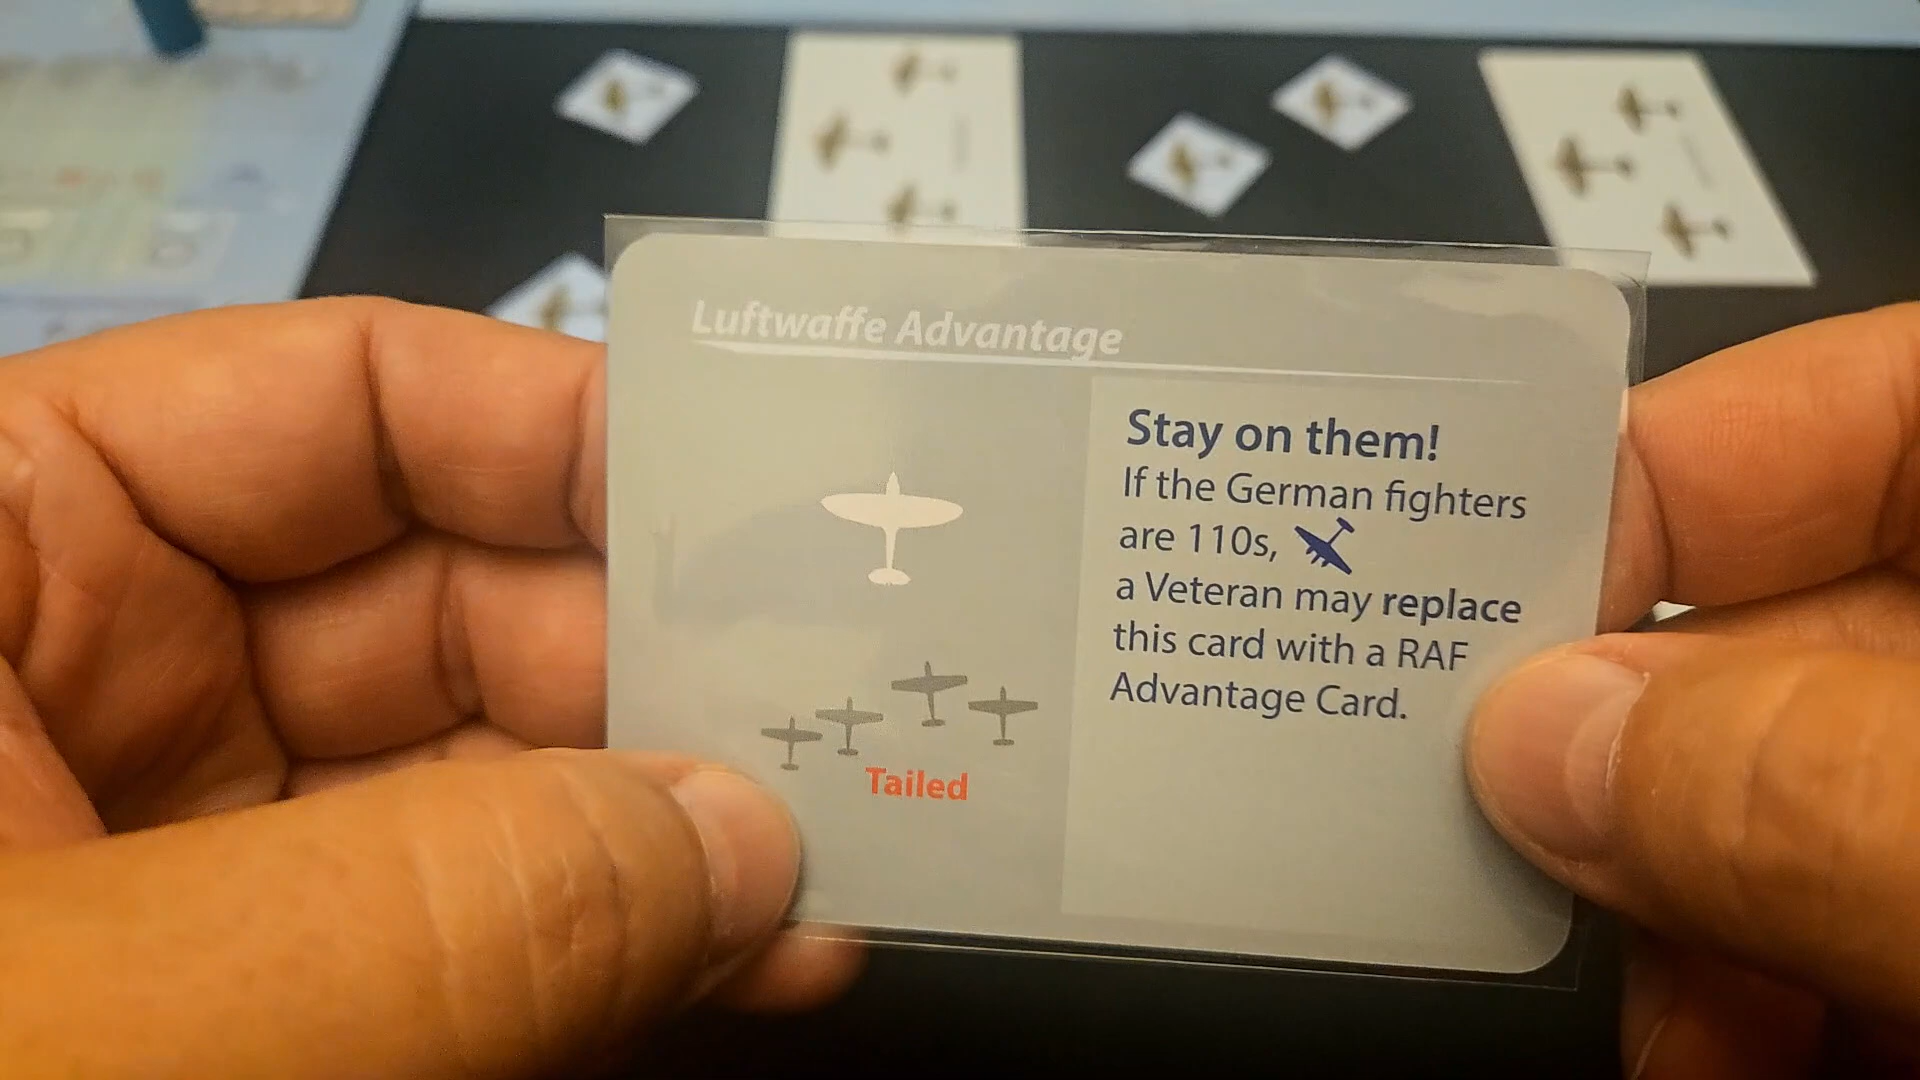 Luftwaffe Advantage
Stay on them!
If the German fighters
are 110s,
a Veteran may replace
this card with a RAF
Advantage Card.
Tailed